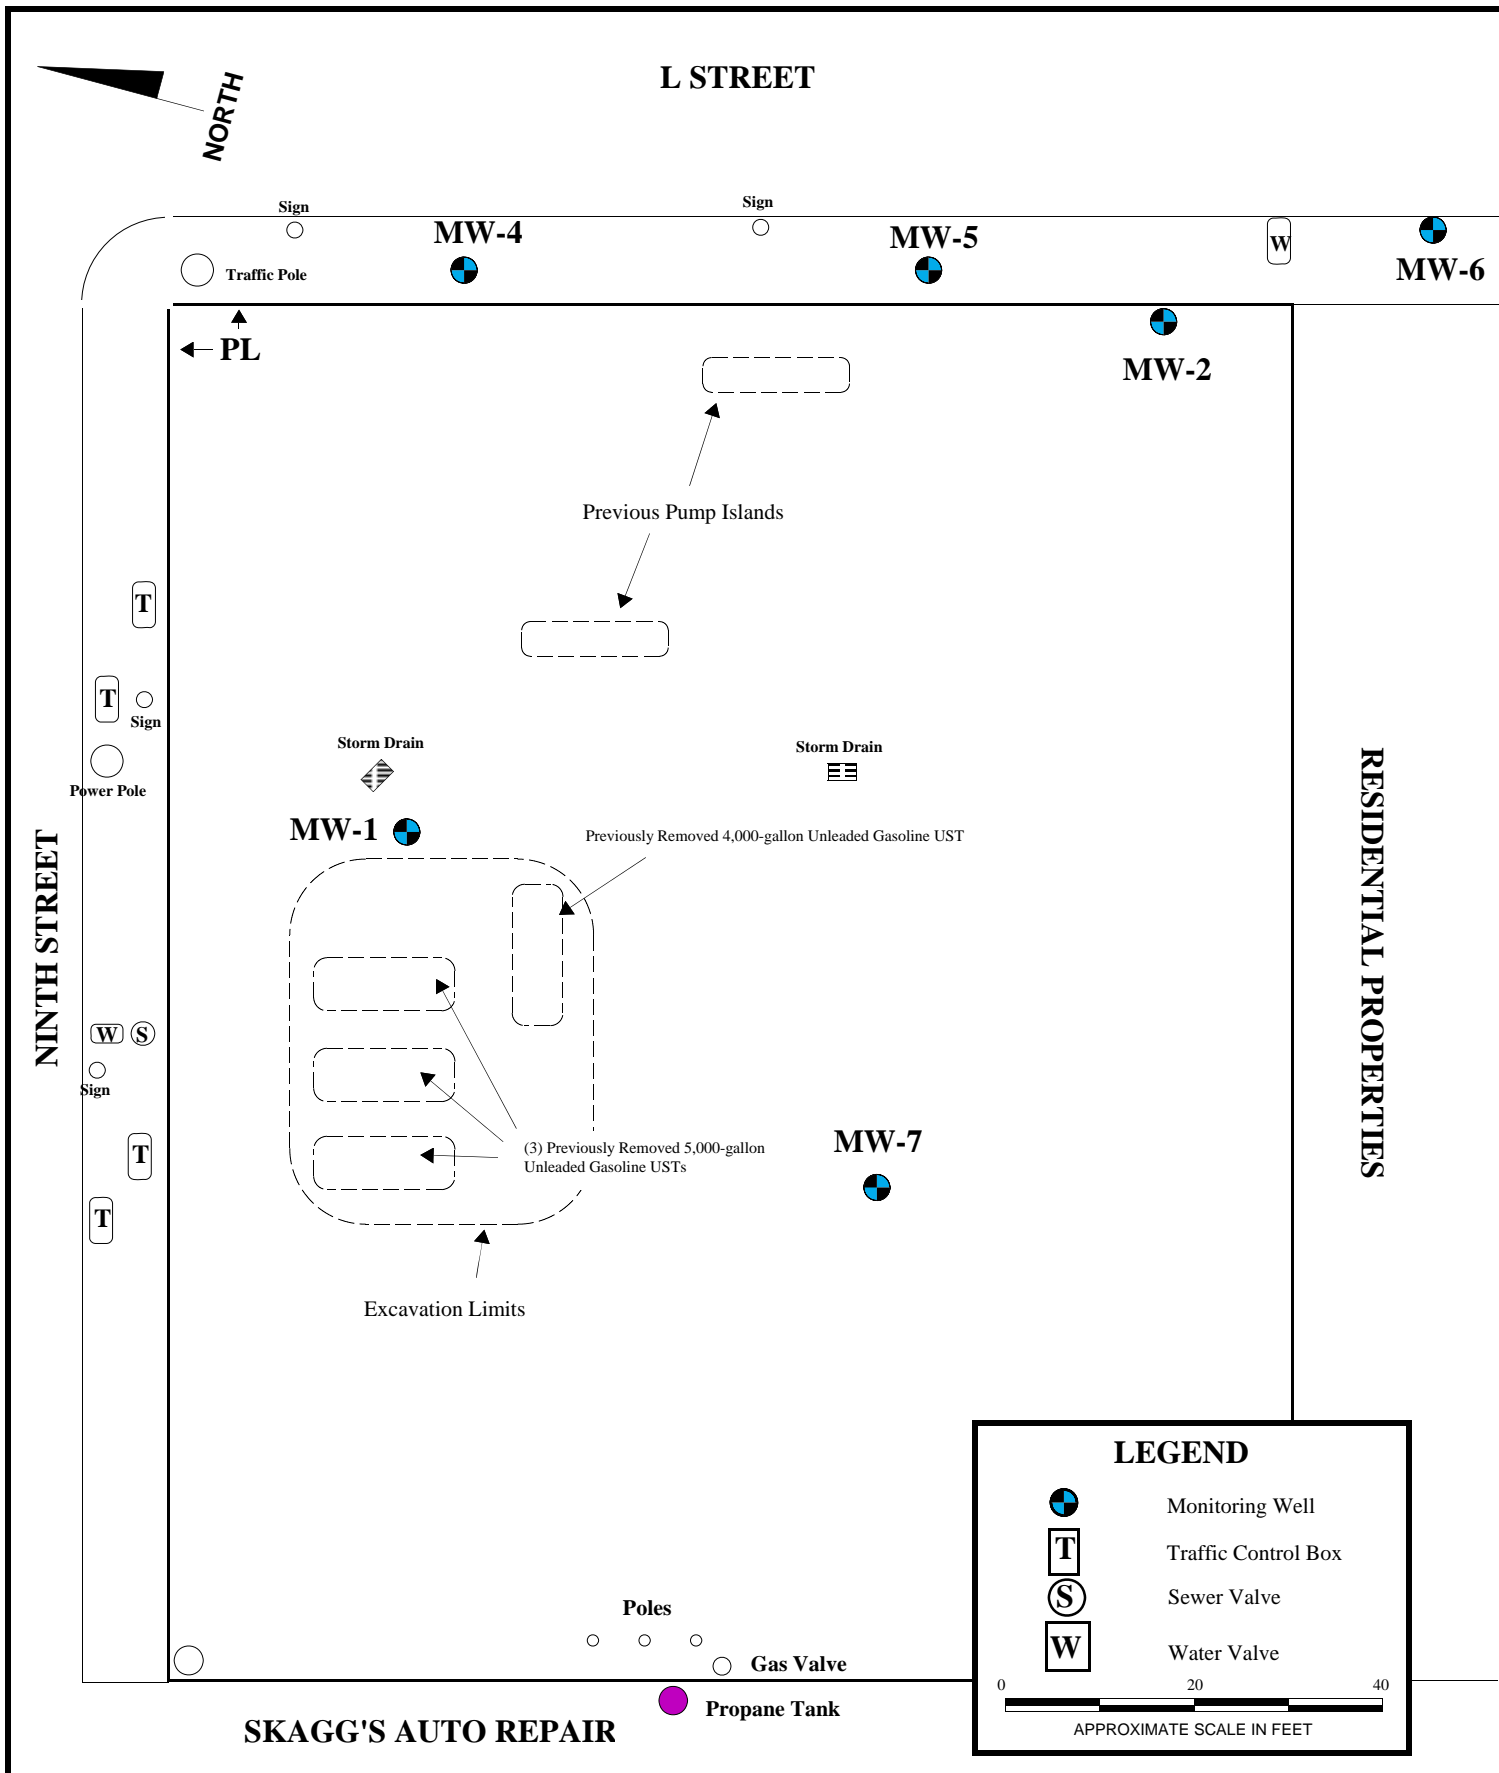 L STREET
NORTH
Sign
Sign
MW-4
MW-5
W
MW-6
Traffic Pole
PL
MW-2
Previous Pump Islands
T
T
Sign
Storm Drain
Storm Drain
Power Pole
MW-1
Previously Removed 4,000-gallon Unleaded Gasoline UST
NINTH STREET
RESIDENTIAL PROPERTIES
W
S
Sign
T
(3) Previously Removed 5,000-gallon
Unleaded Gasoline USTs
MW-7
T
Excavation Limits
LEGEND
Monitoring Well
T
Traffic Control Box
S
Sewer Valve
W
Water Valve
0
20
40
APPROXIMATE SCALE IN FEET
Poles
Gas Valve
Propane Tank
SKAGG'S AUTO REPAIR